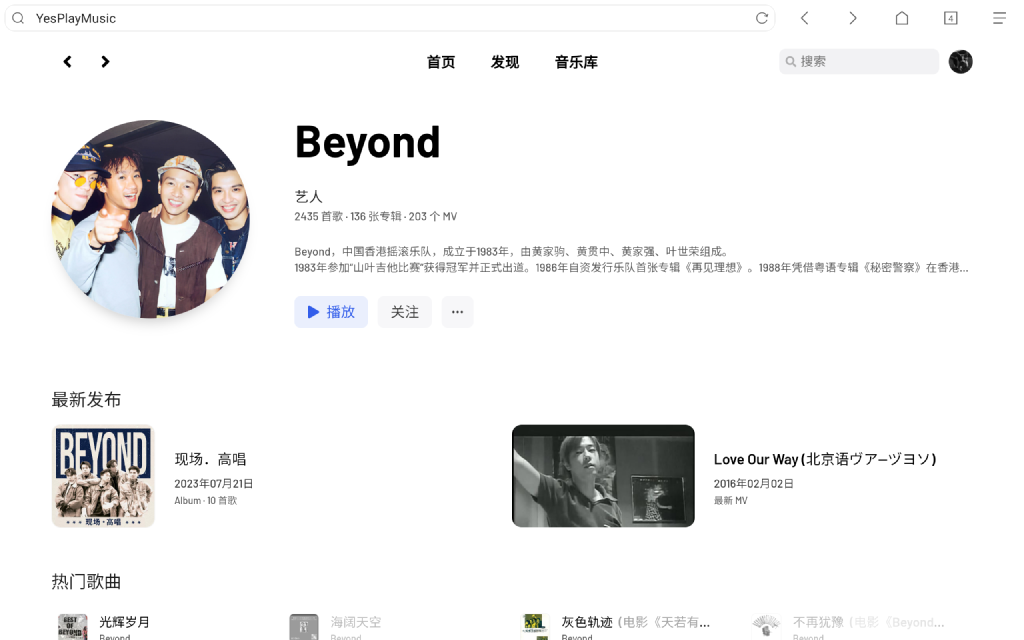 YesPlayMusic
4
首页 发现 音乐库
搜索
Beyond
艺人
2435 首歌 · 136 张专辑 · 203 个 MV
Beyond，中国香港摇滚乐队，成立于1983年，由黄家驹、黄贯中、黄家强、叶世荣组成。
1983年参加“山叶吉他比赛”获得冠军并正式出道。1986年自资发行乐队首张专辑《再见理想》。1988年凭借粤语专辑《秘密警察》在香港...
播放 关注 ...
最新发布
BEYOND
现场·高唱
现场．高唱
2023年07月21日
Album · 10 首歌
Love Our Way (北京语ヴアーヅヨソ)
2016年02月02日
最新 MV
热门歌曲
BEST OF BEYOND
光辉岁月
Beyond
海阔天空
Beyond
灰色轨迹 (电影《天若有...
Beyond
不再犹豫 (电影《Beyond...
Beyond